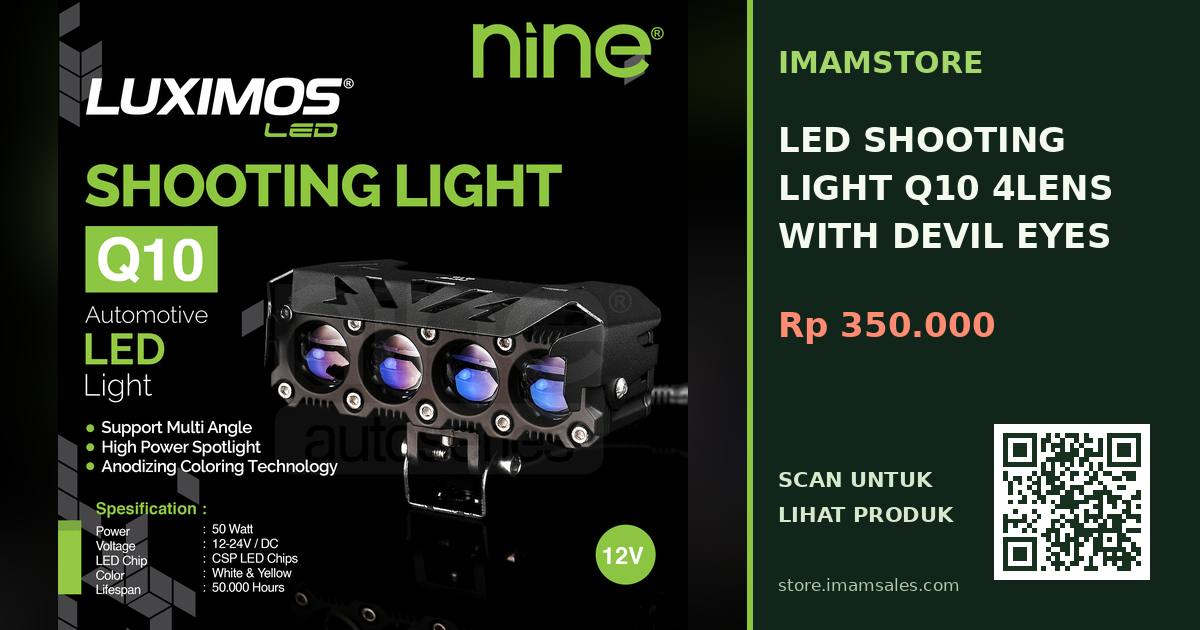 nine®
LUXIMOS®
LED
SHOOTING LIGHT
Q10
Automotive
LED
Light
Support Multi Angle
High Power Spotlight
Anodizing Coloring Technology
Spesification :
Power : 50 Watt
Voltage : 12-24V / DC
LED Chip : CSP LED Chips
Color : White & Yellow
Lifespan : 50.000 Hours
12V
autosales
IMAMSTORE
LED SHOOTING
LIGHT Q10 4LENS
WITH DEVIL EYES
Rp 350.000
SCAN UNTUK
LIHAT PRODUK
store.imamsales.com